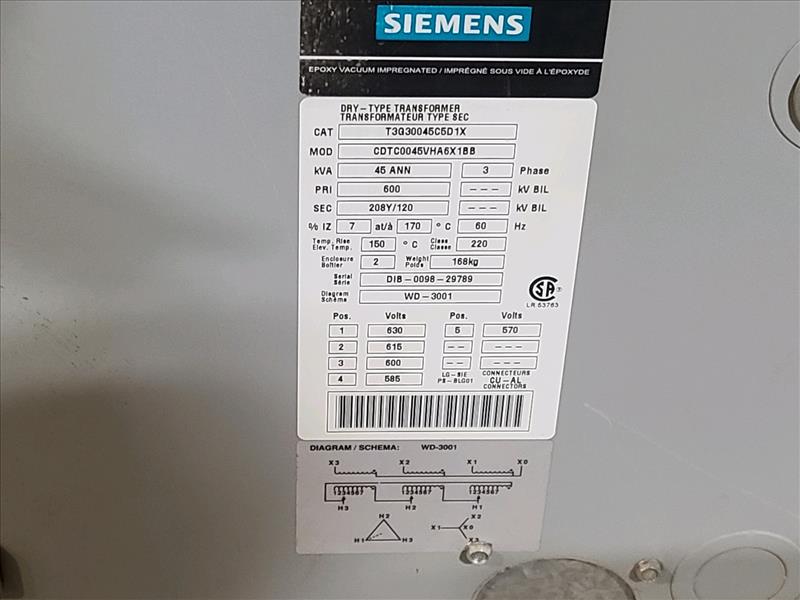 SIEMENS
EPOXY VACUUM IMPREGNATED / IMPRÉGNÉ SOUS VIDE À L'ÉPOXYDE
DRY-TYPE TRANSFORMER
TRANSFORMATEUR TYPE SEC
CAT T3G30045C5D1X
MOD CDTC0045VHA6X1BB
kVA 45 ANN 3 Phase
PRI 600 --- kV BIL
SEC 208Y/120 --- kV BIL
% IZ 7 at/à 170 °C 60 Hz
Temp. Rise
Elev. Temp. 150 °C Class
Classe 220
Enclosure
Boîtier 2 Weight
Poids 168kg
Serial
Série DIB-0098-29789
Diagram
Schéma WD-3001
CSA ®
LR 53763
Pos. Volts Pos. Volts
1 630 5 570
2 615 -- ---
3 600 -- ---
4 585 LG-SIE
PS-BLG01 CONNECTEURS
CU-AL
CONNECTORS
DIAGRAM / SCHEMA: WD-3001
X3 X2 X1 X0
1234567 1234567 1234567
H3 H2 H1
H2 X2
X1 X0
H1 H3 X3